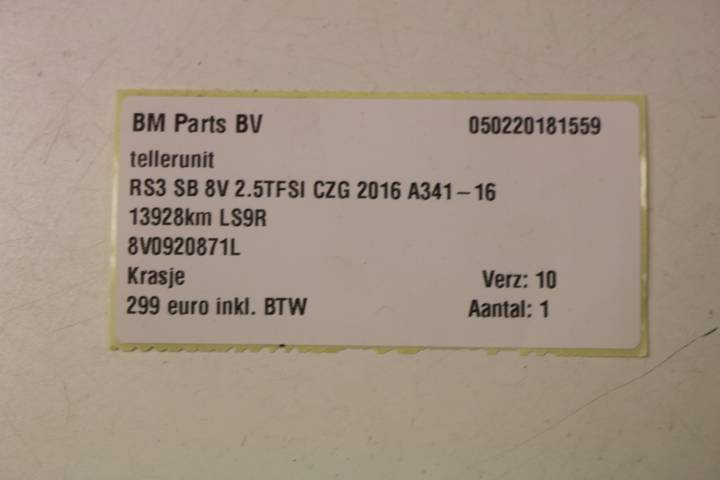 BM Parts BV 050220181559
tellerunit
RS3 SB 8V 2.5TFSI CZG 2016 A341-16
13928km LS9R
8V0920871L
Krasje Verz: 10
299 euro inkl. BTW Aantal: 1